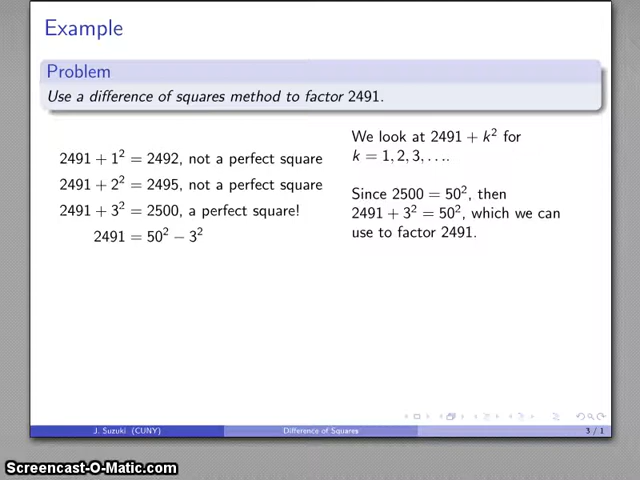 Example
Problem
Use a difference of squares method to factor 2491.
2491 + 1² = 2492, not a perfect square
2491 + 2² = 2495, not a perfect square
2491 + 3² = 2500, a perfect square!
2491 = 50² − 3²
We look at 2491 + k² for
k = 1, 2, 3, . . ..
Since 2500 = 50², then
2491 + 3² = 50², which we can
use to factor 2491.
J. Suzuki (CUNY) Difference of Squares 3 / 1
Screencast-O-Matic.com